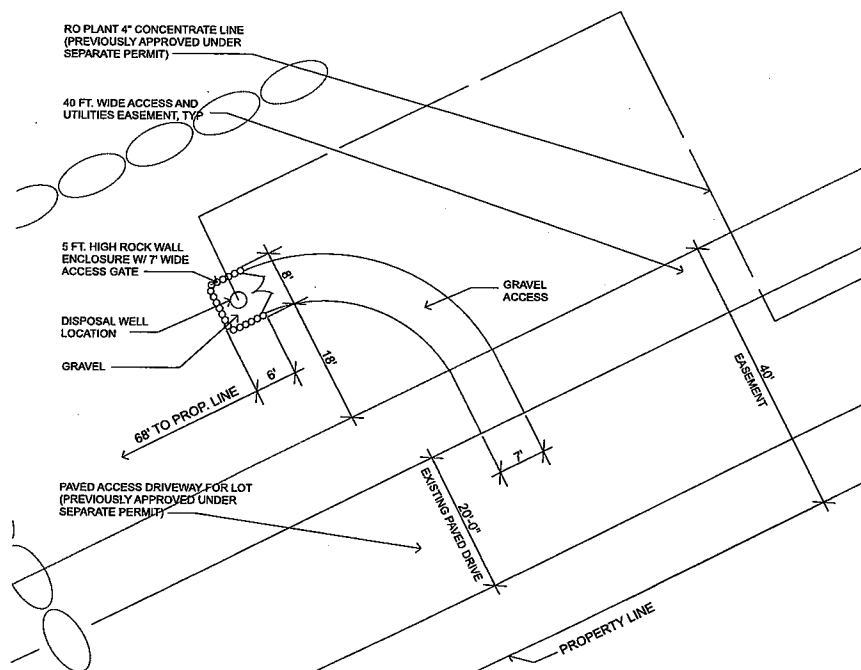 RO PLANT 4" CONCENTRATE LINE
(PREVIOUSLY APPROVED UNDER
SEPARATE PERMIT)
40 FT. WIDE ACCESS AND
UTILITIES EASEMENT, TYP
5 FT. HIGH ROCK WALL
ENCLOSURE W/ 7' WIDE
ACCESS GATE
8'
GRAVEL
ACCESS
DISPOSAL WELL
LOCATION
GRAVEL
18'
6'
40'
EASEMENT
68' TO PROP. LINE
7'
PAVED ACCESS DRIVEWAY FOR LOT
(PREVIOUSLY APPROVED UNDER
SEPARATE PERMIT)
20'-0"
EXISTING PAVED DRIVE
PROPERTY LINE